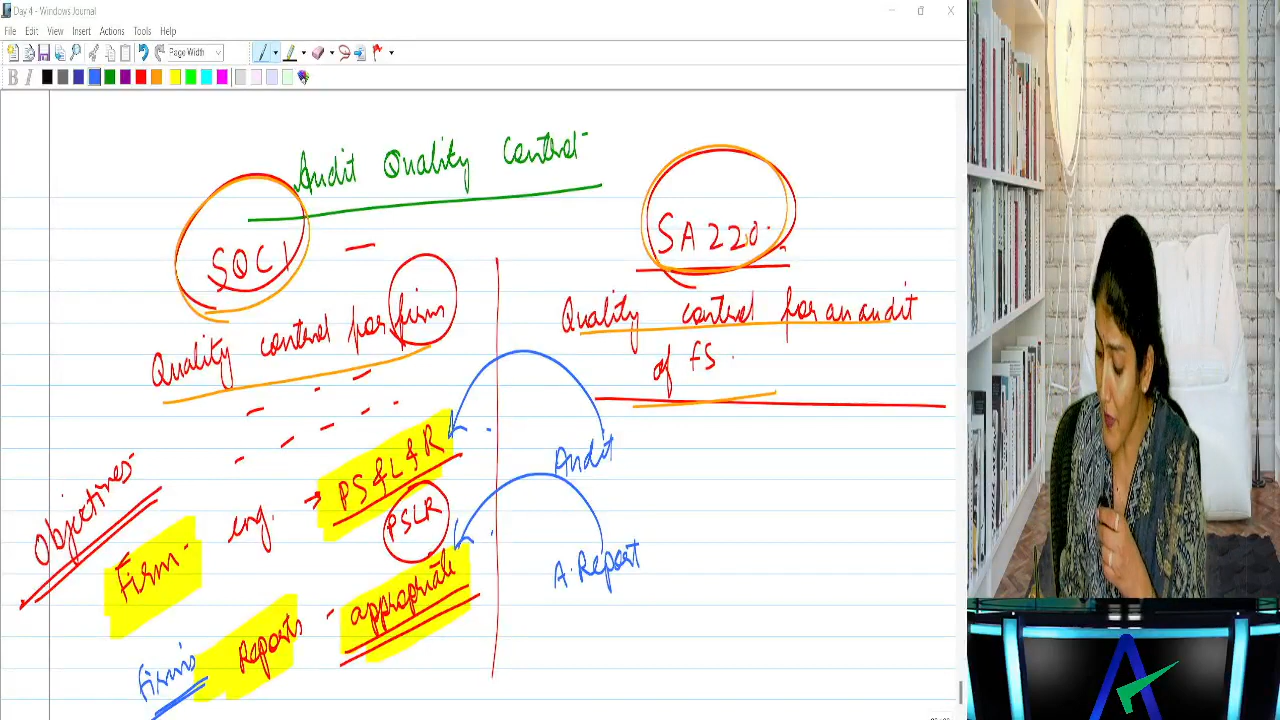 Day 4 - Windows Journal
File Edit View Insert Actions Tools Help
Page Width
B I
Audit Quality Control
SQC 1 -
Quality control for firms
SA 220.
Quality control for an audit
of FS.
Objectives
Firm - eng. → PS & L & R
PSLR
Firm's Reports - appropriate
Audit
A. Report